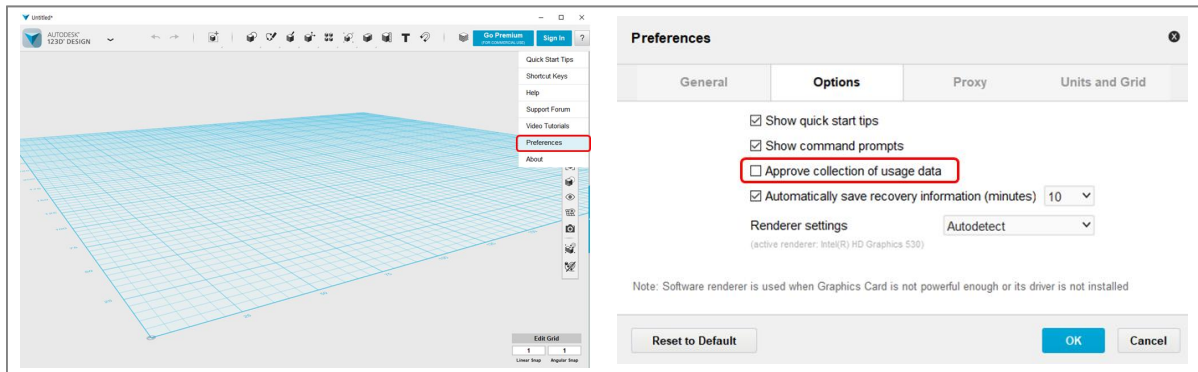 Untitled*
AUTODESK®
123D® DESIGN
T
Go Premium
(FOR COMMERCIAL USE)
Sign In
?
Quick Start Tips
Shortcut Keys
Help
Support Forum
Video Tutorials
Preferences
About
Edit Grid
1 1
Linear Snap Angular Snap
Preferences
General Options Proxy Units and Grid
Show quick start tips
Show command prompts
Approve collection of usage data
Automatically save recovery information (minutes) 10
Renderer settings Autodetect
(active renderer: Intel(R) HD Graphics 530)
Note: Software renderer is used when Graphics Card is not powerful enough or its driver is not installed
Reset to Default OK Cancel